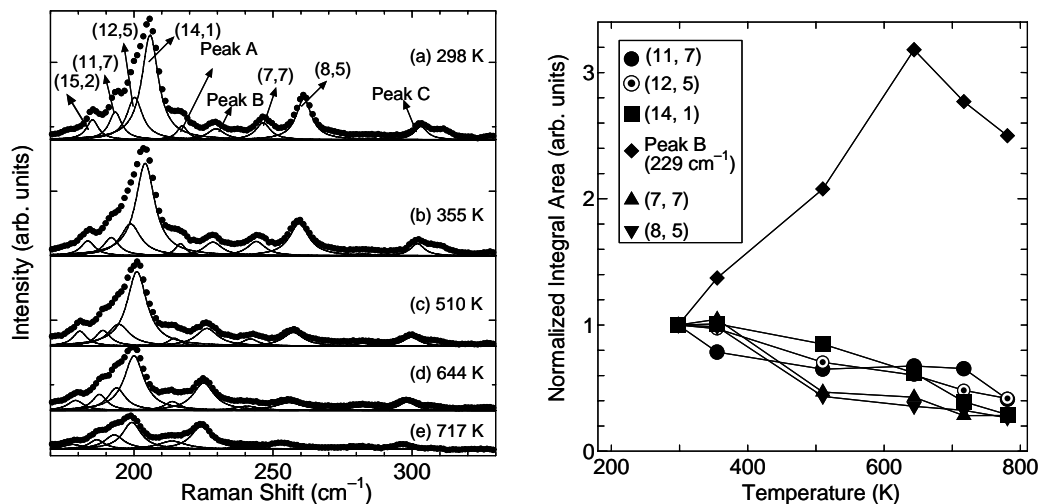 (12,5)
(14,1)
(11,7)
(15,2)
Peak A
Peak B
(7,7)
(8,5)
Peak C
(a) 298 K
(b) 355 K
(c) 510 K
(d) 644 K
(e) 717 K
Intensity (arb. units)
200 250 300
Raman Shift (cm⁻¹)
Normalized Integral Area (arb. units)
3
2
1
0
(11, 7)
(12, 5)
(14, 1)
Peak B
(229 cm⁻¹)
(7, 7)
(8, 5)
200 400 600 800
Temperature (K)